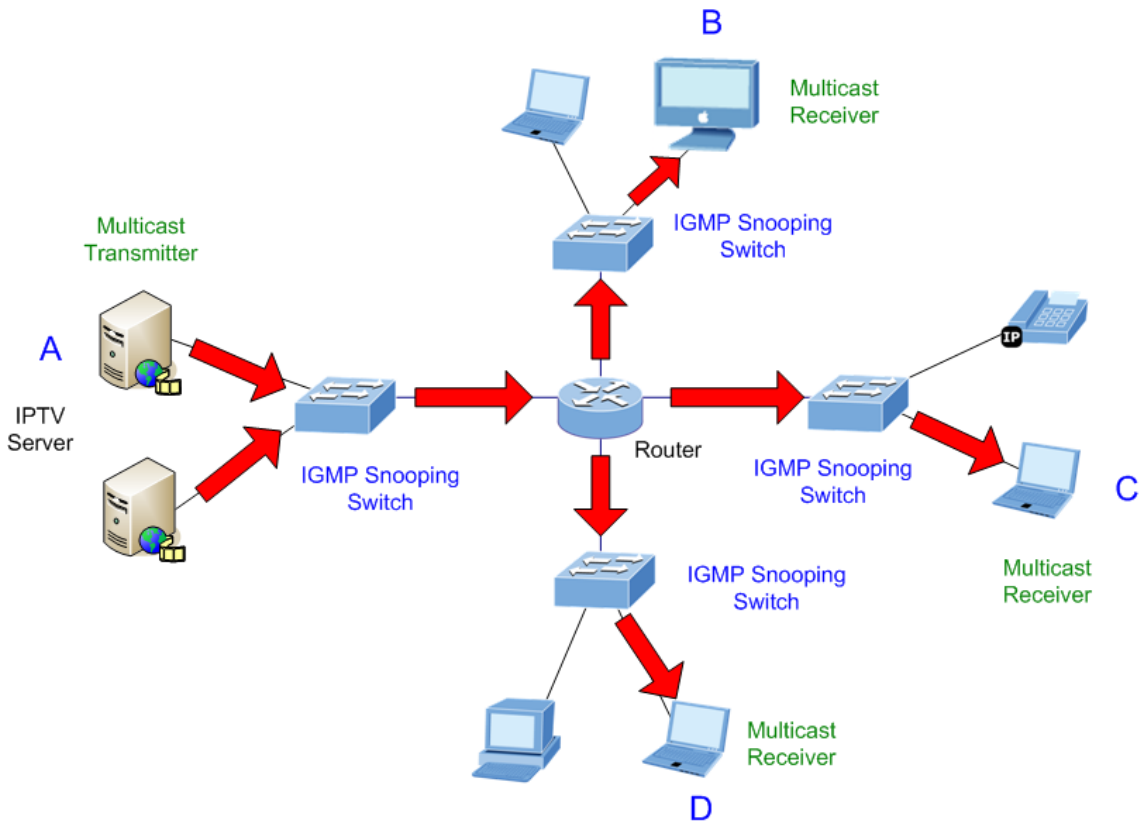 B
Multicast
Receiver
IGMP Snooping
Switch
Multicast
Transmitter
A
IPTV
Server
IGMP Snooping
Switch
Router
IP
IGMP Snooping
Switch
C
Multicast
Receiver
IGMP Snooping
Switch
Multicast
Receiver
D